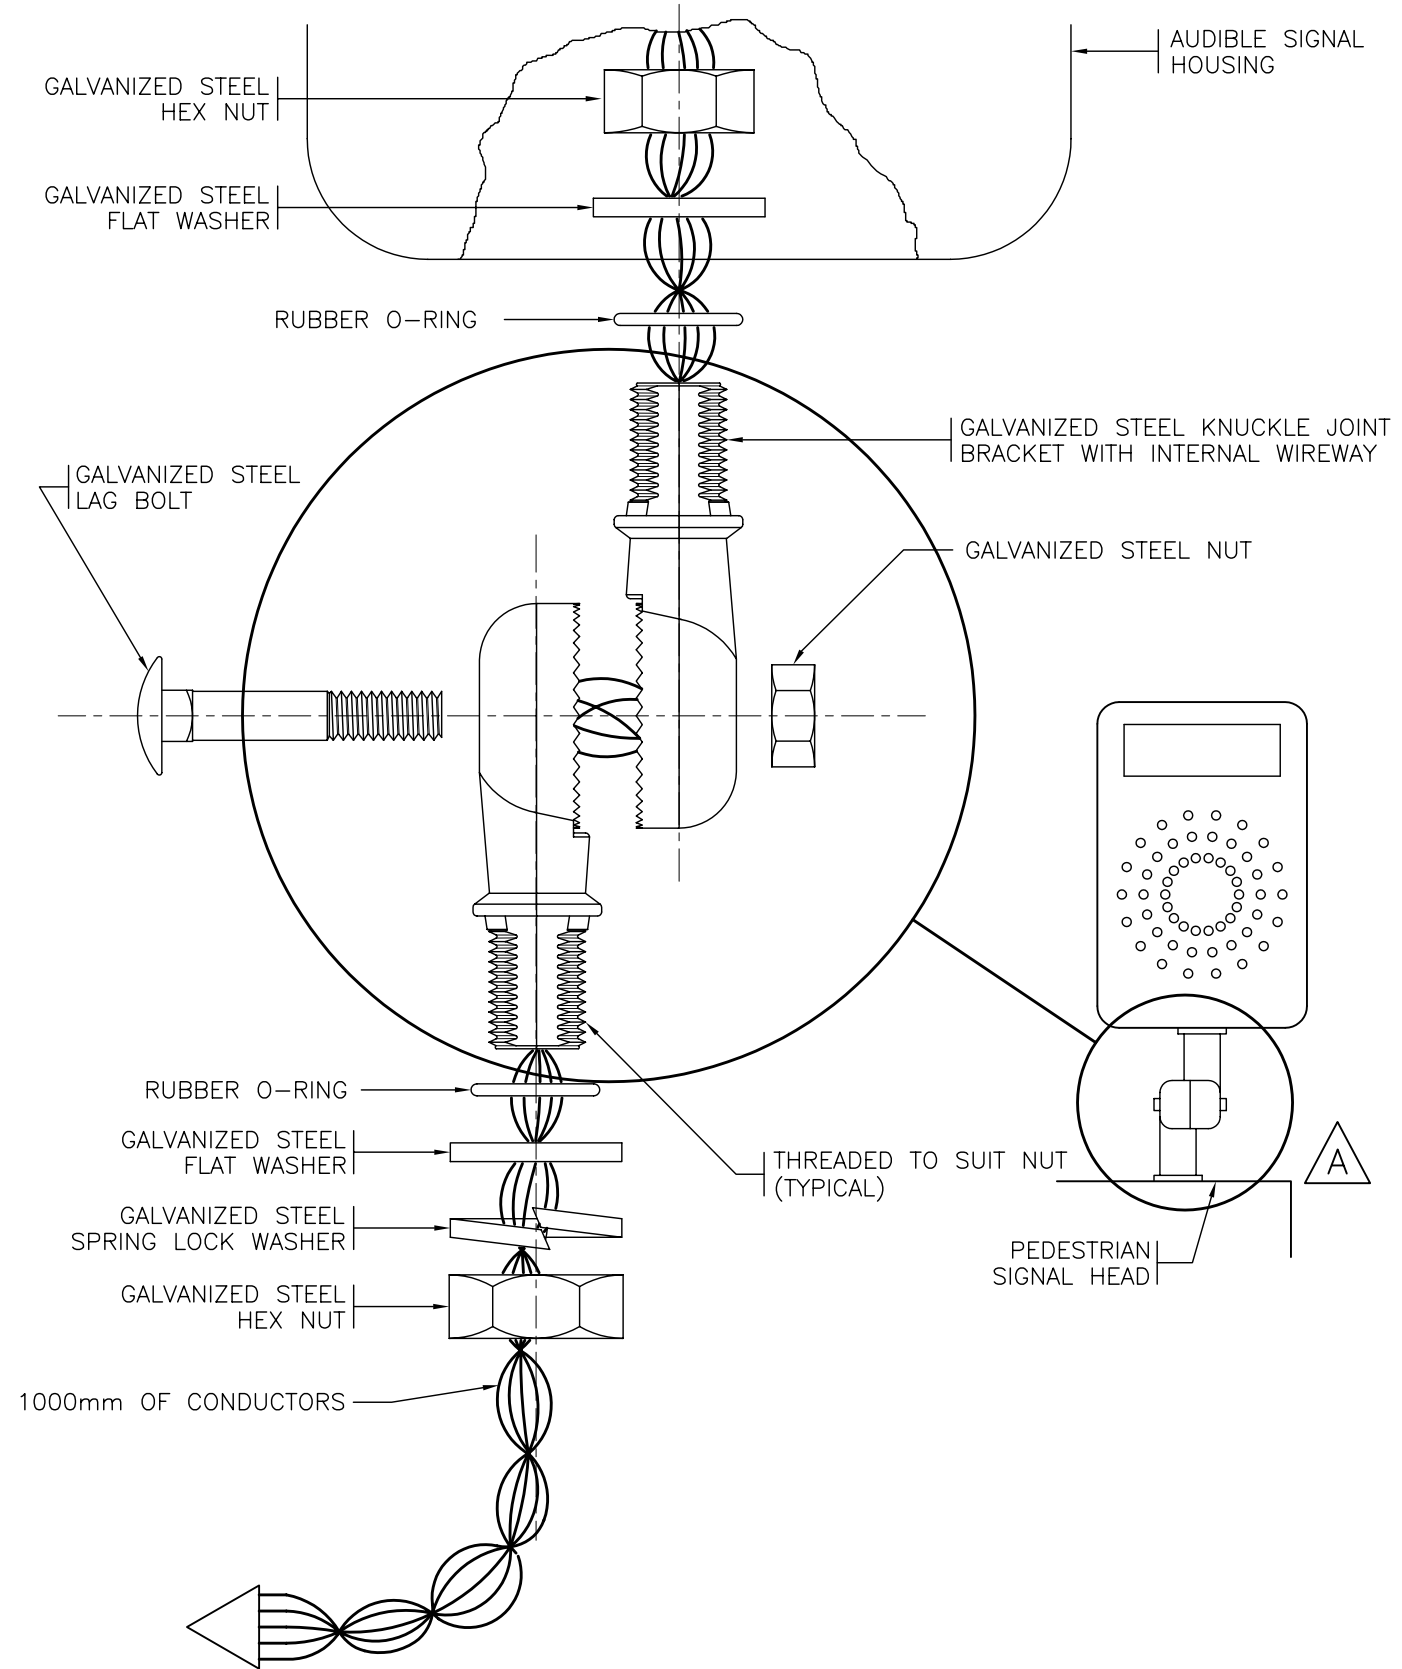 AUDIBLE SIGNAL
HOUSING
GALVANIZED STEEL
HEX NUT
GALVANIZED STEEL
FLAT WASHER
RUBBER O-RING
GALVANIZED STEEL KNUCKLE JOINT
BRACKET WITH INTERNAL WIREWAY
GALVANIZED STEEL
LAG BOLT
GALVANIZED STEEL NUT
RUBBER O-RING
GALVANIZED STEEL
FLAT WASHER
THREADED TO SUIT NUT
(TYPICAL)
A
GALVANIZED STEEL
SPRING LOCK WASHER
PEDESTRIAN
SIGNAL HEAD
GALVANIZED STEEL
HEX NUT
1000mm OF CONDUCTORS